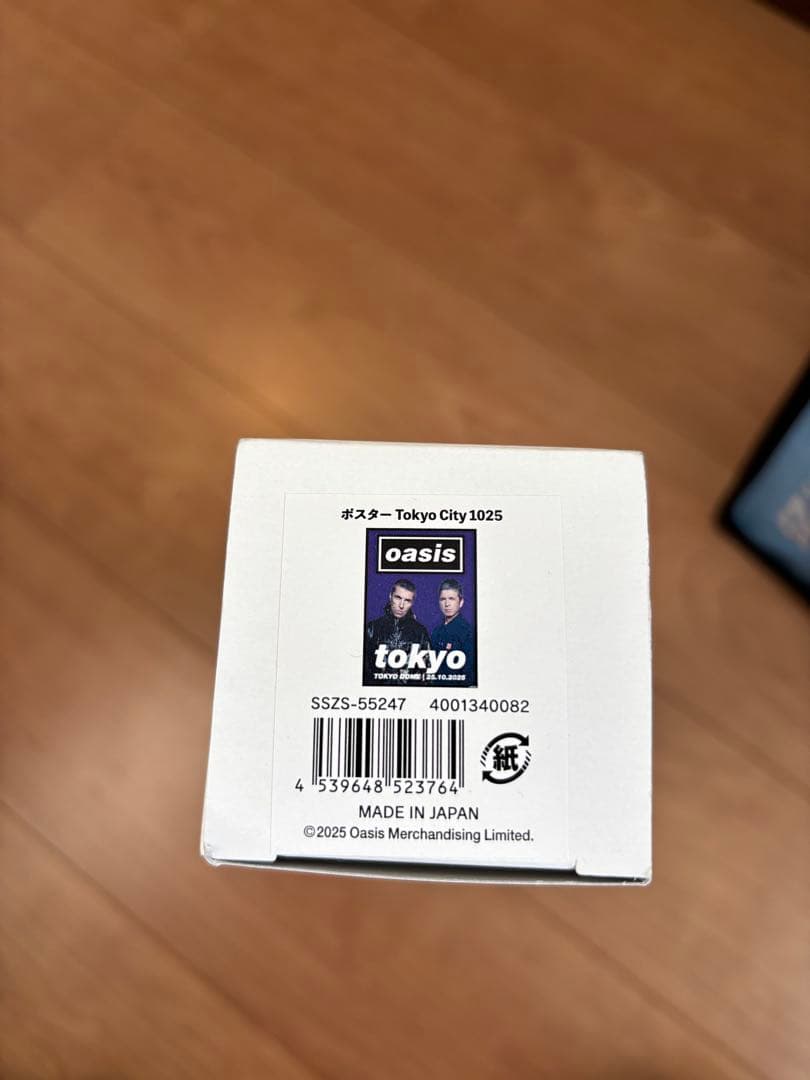 ポスター Tokyo City 1025
oasis
tokyo
TOKYO DOME | 25.10.2025
SSZS-55247 4001340082
紙
4 539648 523764
MADE IN JAPAN
©2025 Oasis Merchandising Limited.